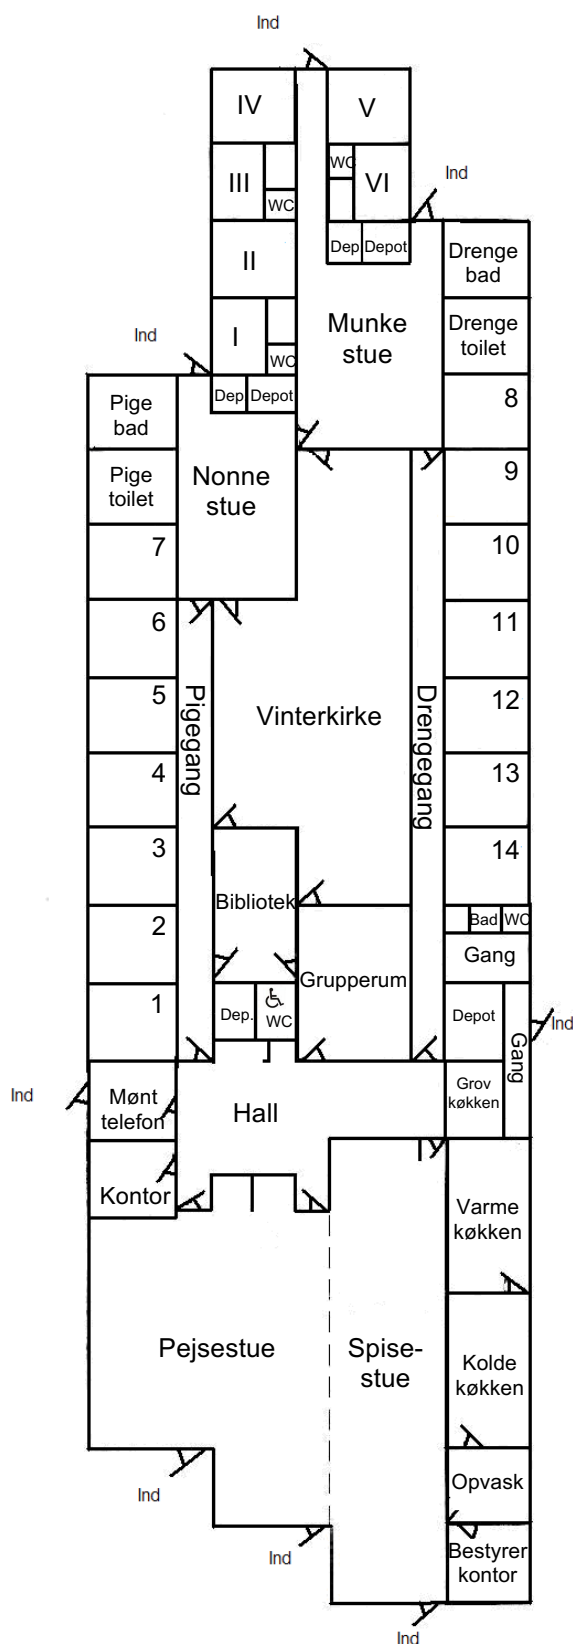 Ind
IV
V
III
WC
VI
WC
Ind
II
Dep
Depot
Drenge
bad
I
WC
Munke
stue
Drenge
toilet
Ind
Dep
Depot
Pige
bad
8
Pige
toilet
Nonne
stue
9
7
10
6
11
5
Pigegang
Vinterkirke
Drengegang
12
4
13
3
14
Bibliotek
Bad
WC
2
Grupperum
Gang
1
Dep.
WC
Depot
Gang
Ind
Ind
Mønt
telefon
Hall
Grov
køkken
Kontor
Varme
køkken
Pejsestue
Spise-
stue
Kolde
køkken
Opvask
Ind
Ind
Bestyrer
kontor
Ind